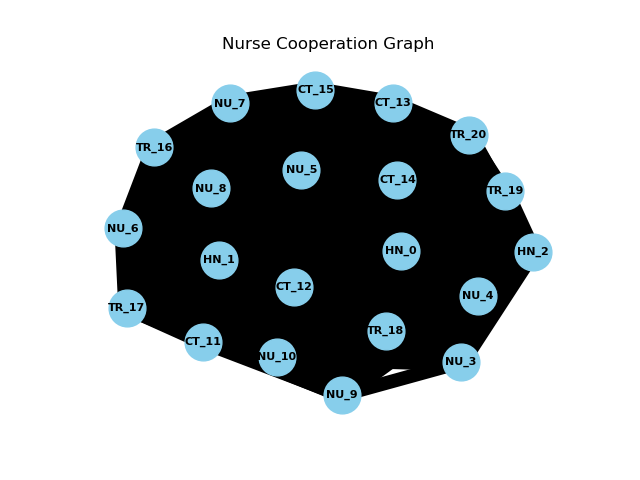 Nurse Cooperation Graph
CT_15
NU_7
CT_13
TR_20
TR_16
NU_5
CT_14
NU_8
TR_19
NU_6
HN_0
HN_2
HN_1
CT_12
NU_4
TR_17
TR_18
CT_11
NU_10
NU_3
NU_9